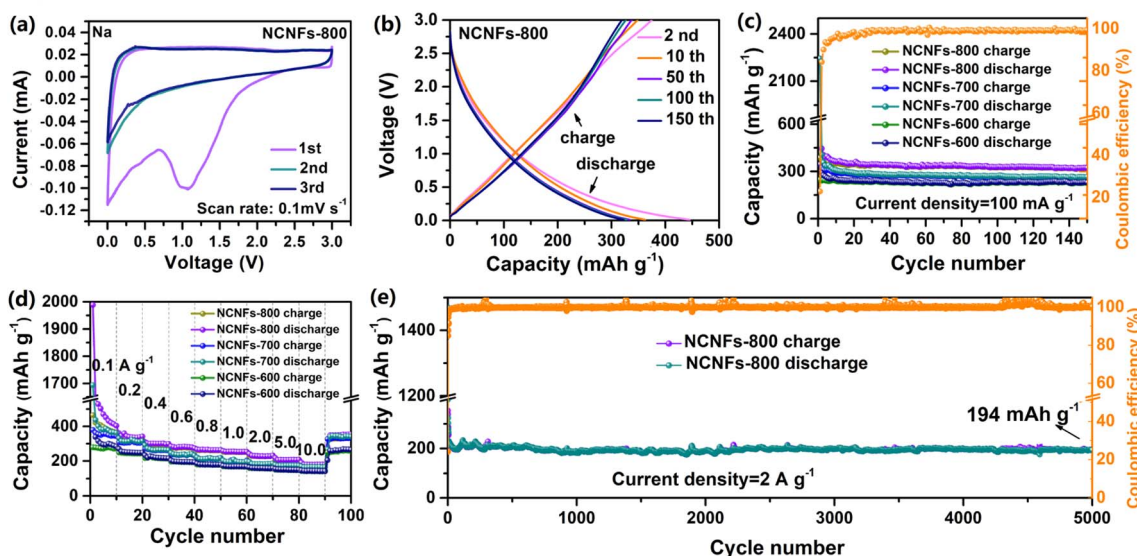 (a)
Na
NCNFs-800
0.04
0.02
0.00
-0.02
-0.04
-0.06
-0.08
-0.10
-0.12
Current (mA)
1st
2nd
3rd
Scan rate: 0.1mV s⁻¹
0.0 0.5 1.0 1.5 2.0 2.5 3.0
Voltage (V)
(b)
NCNFs-800
3.0
2.5
2.0
1.5
1.0
0.5
0.0
Voltage (V)
2 nd
10 th
50 th
100 th
150 th
charge
discharge
0 100 200 300 400 500
Capacity (mAh g⁻¹)
(c)
2400
2100
600
300
0
Capacity (mAh g⁻¹)
NCNFs-800 charge
NCNFs-800 discharge
NCNFs-700 charge
NCNFs-700 discharge
NCNFs-600 charge
NCNFs-600 discharge
Current density=100 mA g⁻¹
100
80
60
40
20
Coulombic efficiency (%)
0 20 40 60 80 100 120 140
Cycle number
(d)
2000
1900
1800
1700
400
200
0
Capacity (mAh g⁻¹)
NCNFs-800 charge
NCNFs-800 discharge
NCNFs-700 charge
NCNFs-700 discharge
NCNFs-600 charge
NCNFs-600 discharge
0.1 A g⁻¹
0.2
0.4
0.6
0.8
1.0
2.0
5.0
10.0
0 20 40 60 80 100
Cycle number
(e)
1400
1200
200
0
Capacity (mAh g⁻¹)
NCNFs-800 charge
NCNFs-800 discharge
194 mAh g⁻¹
Current density=2 A g⁻¹
100
80
60
40
20
0
Coulombic efficiency (%)
0 1000 2000 3000 4000 5000
Cycle number